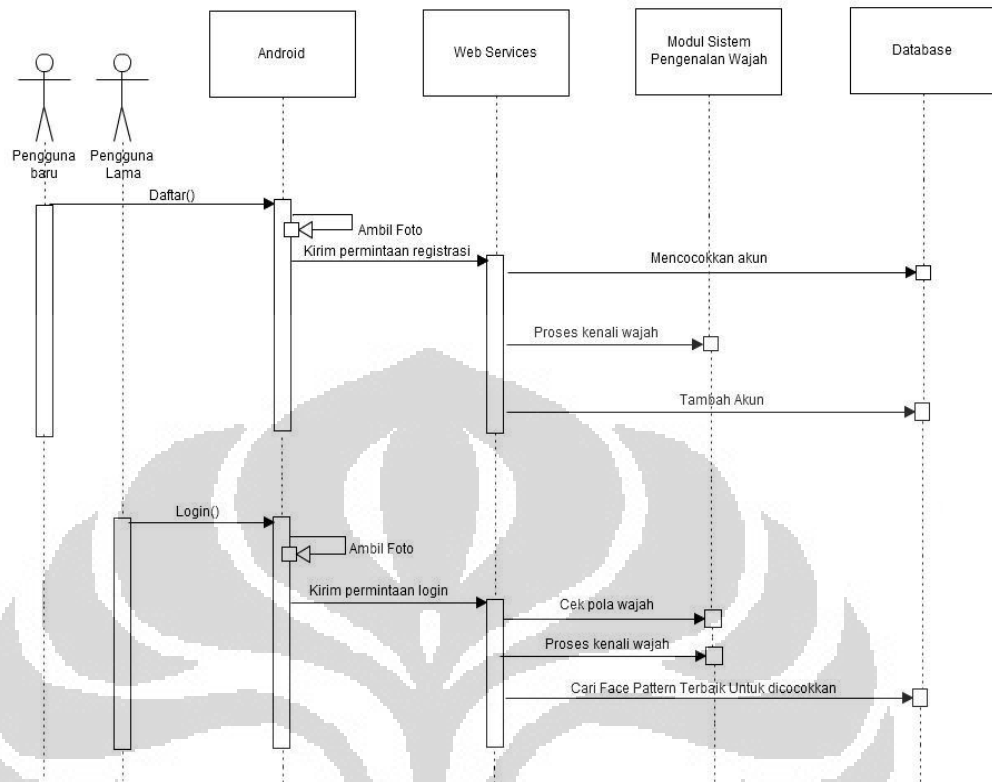 Android
Web Services
Modul Sistem
Pengenalan Wajah
Database
Pengguna
baru
Pengguna
Lama
Daftar()
Ambil Foto
Kirim permintaan registrasi
Mencocokkan akun
Proses kenali wajah
Tambah Akun
Login()
Ambil Foto
Kirim permintaan login
Cek pola wajah
Proses kenali wajah
Cari Face Pattern Terbaik Untuk dicocokkan